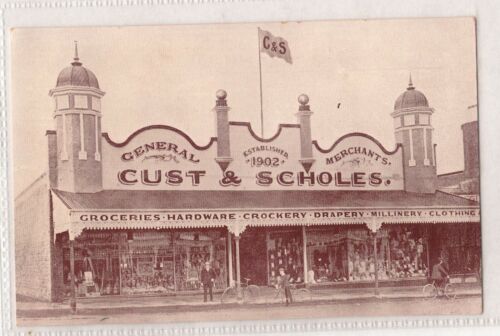 C&S
GENERAL ESTABLISHED 1902 MERCHANTS.
CUST & SCHOLES.
GROCERIES · HARDWARE · CROCKERY · DRAPERY · MILLINERY · CLOTHING